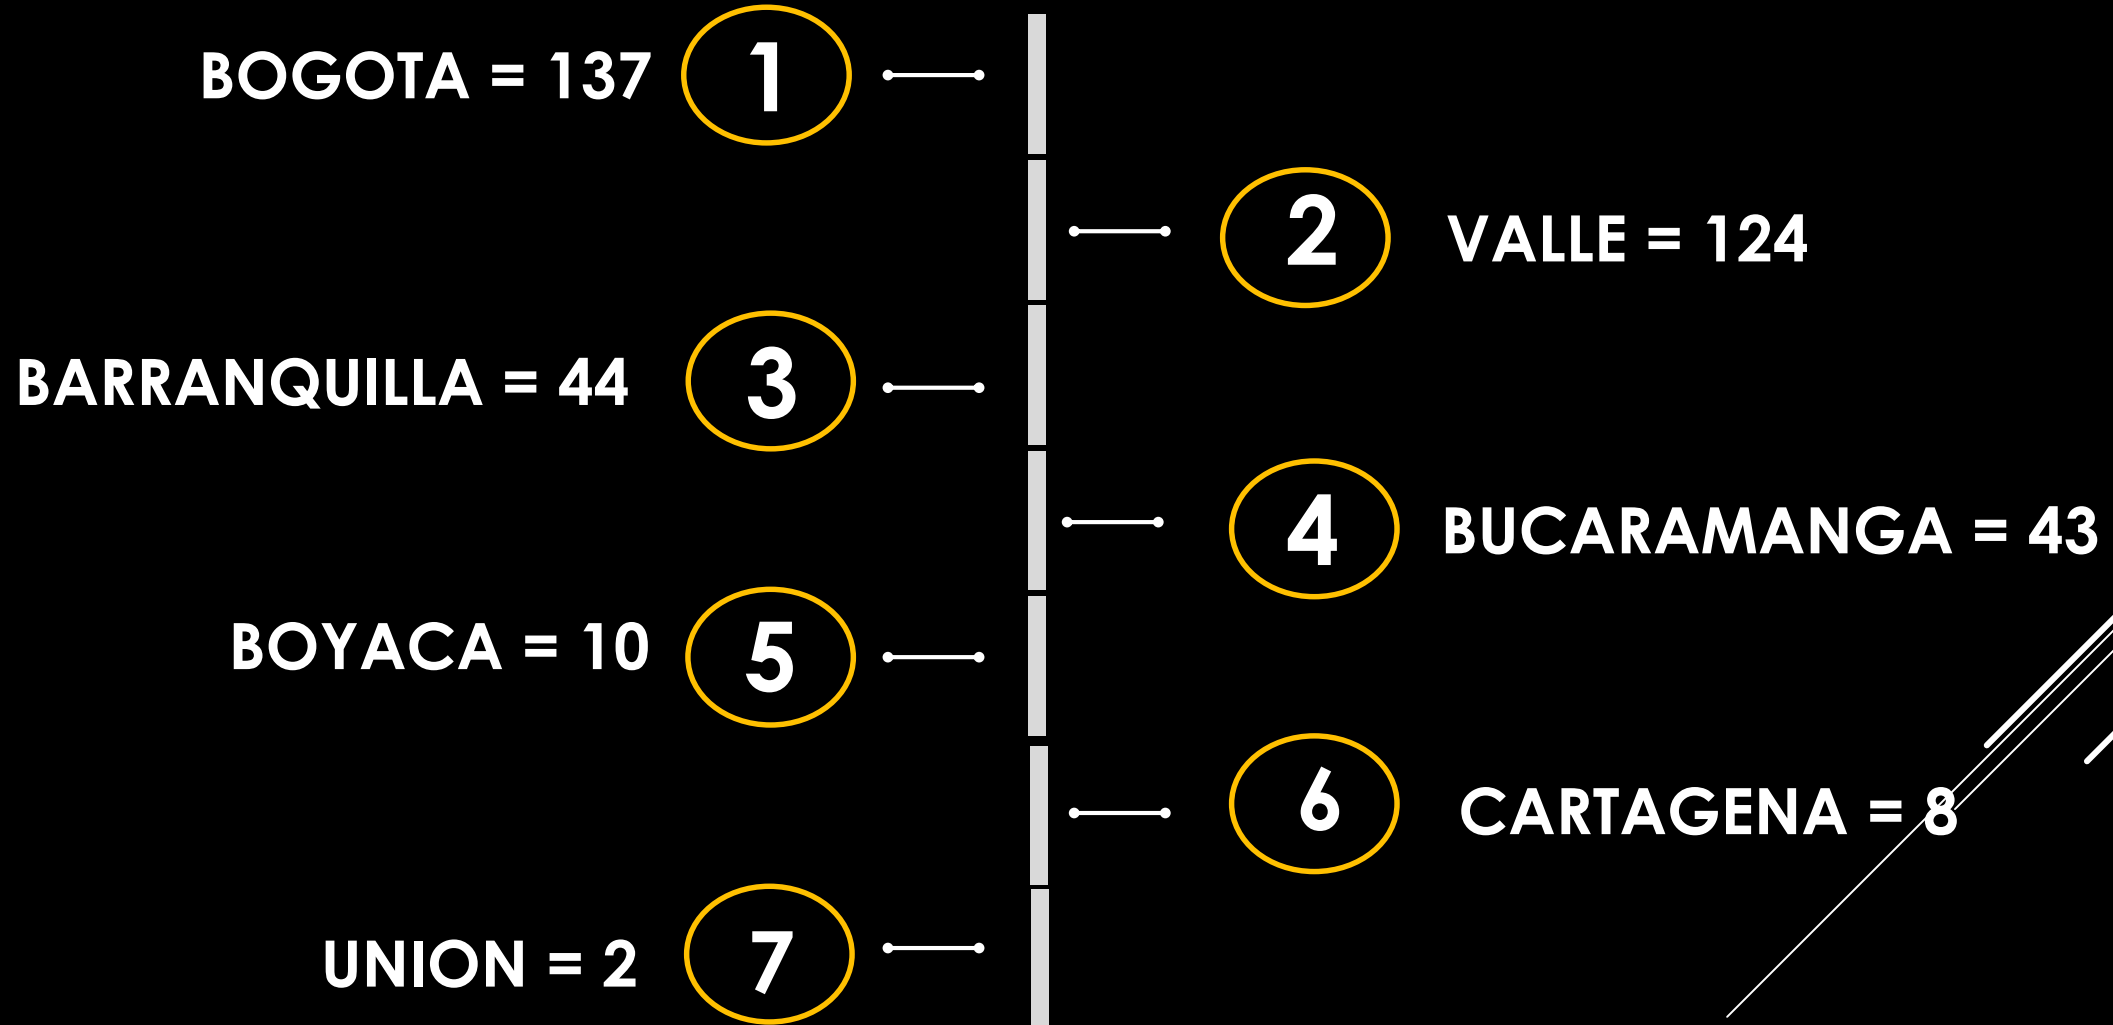 BOGOTA = 137
1
2
VALLE = 124
BARRANQUILLA = 44
3
4
BUCARAMANGA = 43
BOYACA = 10
5
6
CARTAGENA = 8
UNION = 2
7